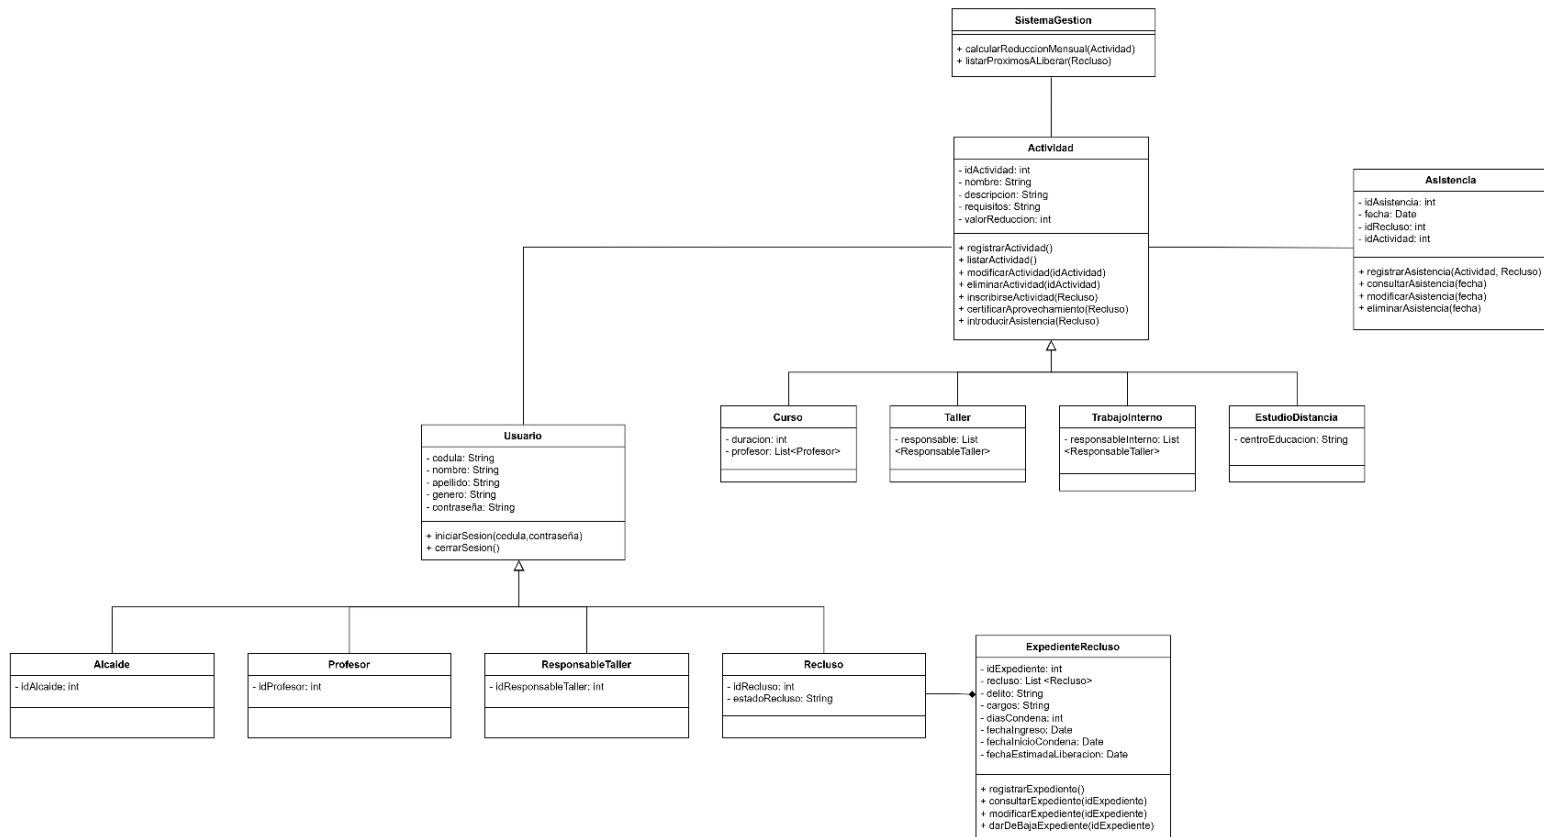 SistemaGestion
+ calcularReduccionMensual(Actividad)
+ listarProximosALiberar(Recluso)
Actividad
- idActividad: int
- nombre: String
- descripcion: String
- requisitos: String
- valorReduccion: int
+ registrarActividad()
+ listarActividad()
+ modificarActividad(idActividad)
+ eliminarActividad(idActividad)
+ inscribirseActividad(Recluso)
+ certificarAprovechamiento(Recluso)
+ introducirAsistencia(Recluso)
Asistencia
- idAsistencia: int
- fecha: Date
- idRecluso: int
- idActividad: int
+ registrarAsistencia(Actividad, Recluso)
+ consultarAsistencia(fecha)
+ modificarAsistencia(fecha)
+ eliminarAsistencia(fecha)
Curso
- duracion: int
- profesor: List<Profesor>
Taller
- responsable: List
<ResponsableTaller>
TrabajoInterno
- responsableInterno: List
<ResponsableTaller>
EstudioDistancia
- centroEducacion: String
Usuario
- cedula: String
- nombre: String
- apellido: String
- genero: String
- contraseña: String
+ iniciarSesion(cedula,contraseña)
+ cerrarSesion()
Alcaide
- idAlcaide: int
Profesor
- idProfesor: int
ResponsableTaller
- idResponsableTaller: int
Recluso
- idRecluso: int
- estadoRecluso: String
ExpedienteRecluso
- idExpediente: int
- recluso: List <Recluso>
- delito: String
- cargos: String
- diasCondena: int
- fechaIngreso: Date
- fechaInicioCondena: Date
- fechaEstimadaLiberacion: Date
+ registrarExpediente()
+ consultarExpediente(idExpediente)
+ modificarExpediente(idExpediente)
+ darDeBajaExpediente(idExpediente)